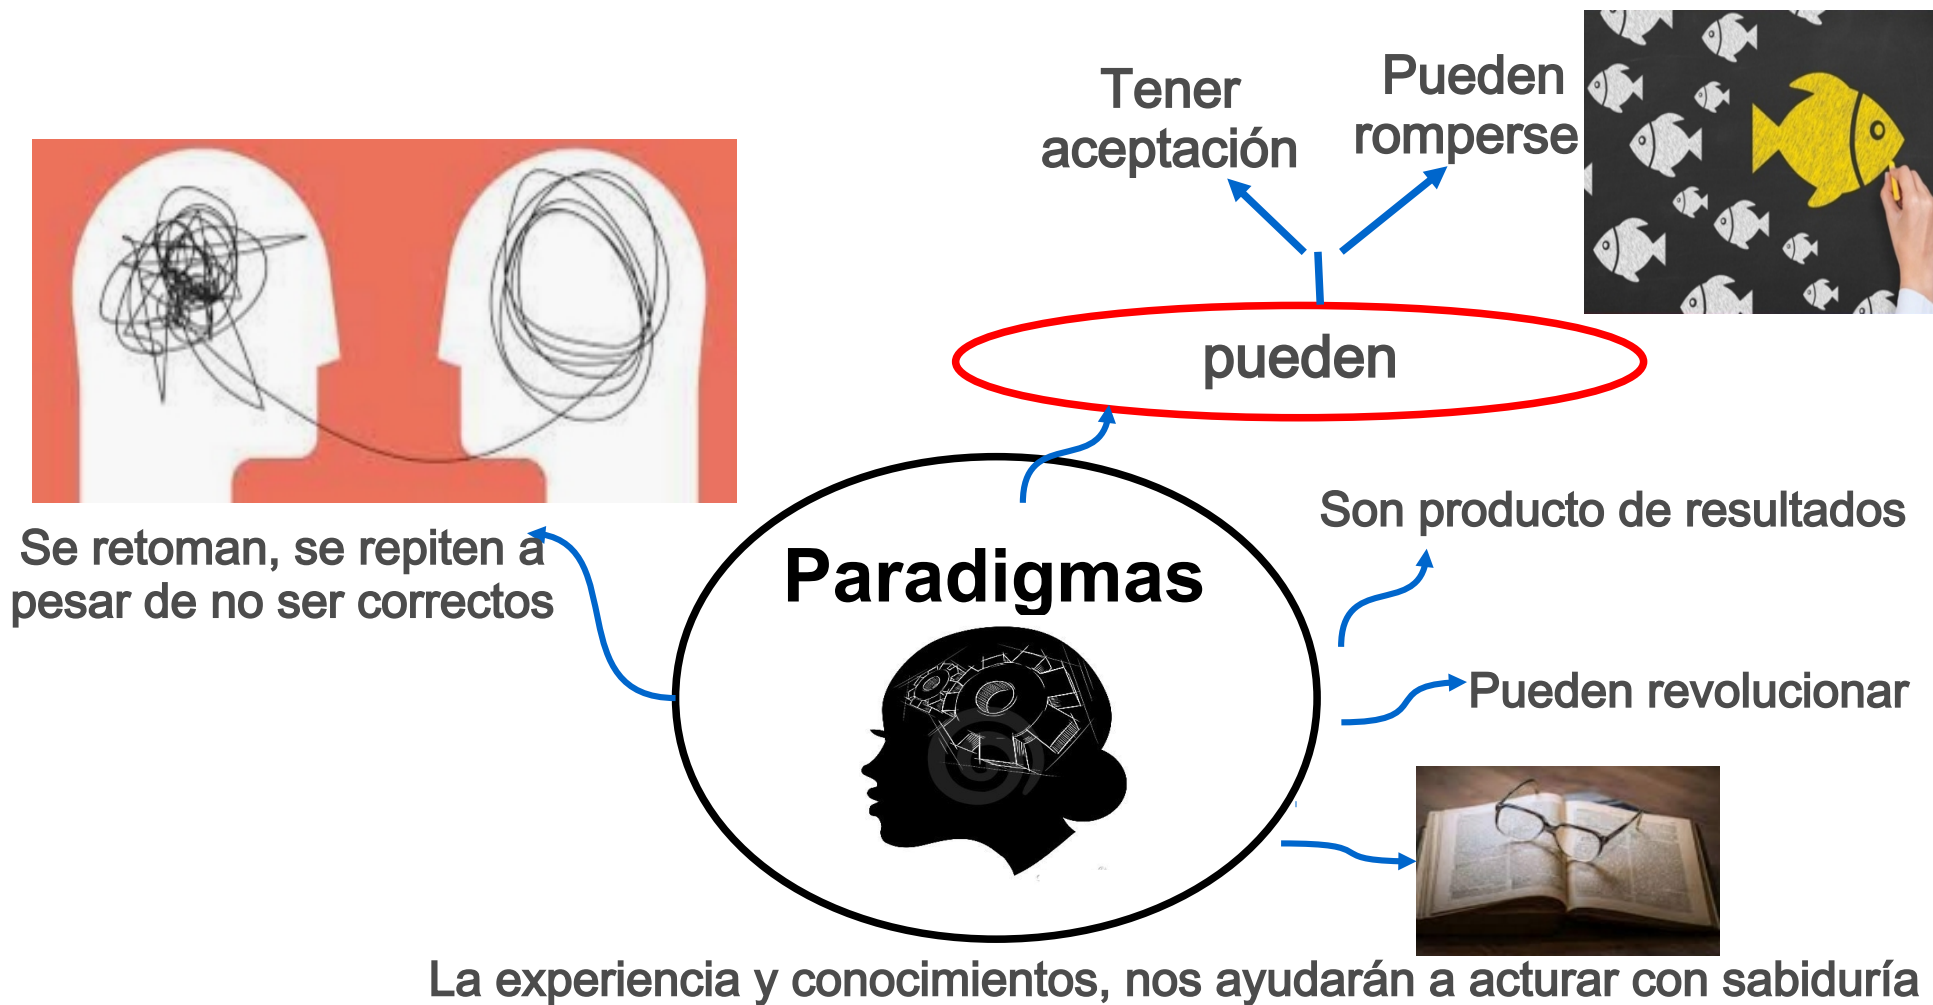 Tener
aceptación
Pueden
romperse
pueden
Se retoman, se repiten a
pesar de no ser correctos
Paradigmas
Son producto de resultados
Pueden revolucionar
La experiencia y conocimientos, nos ayudarán a acturar con sabiduría